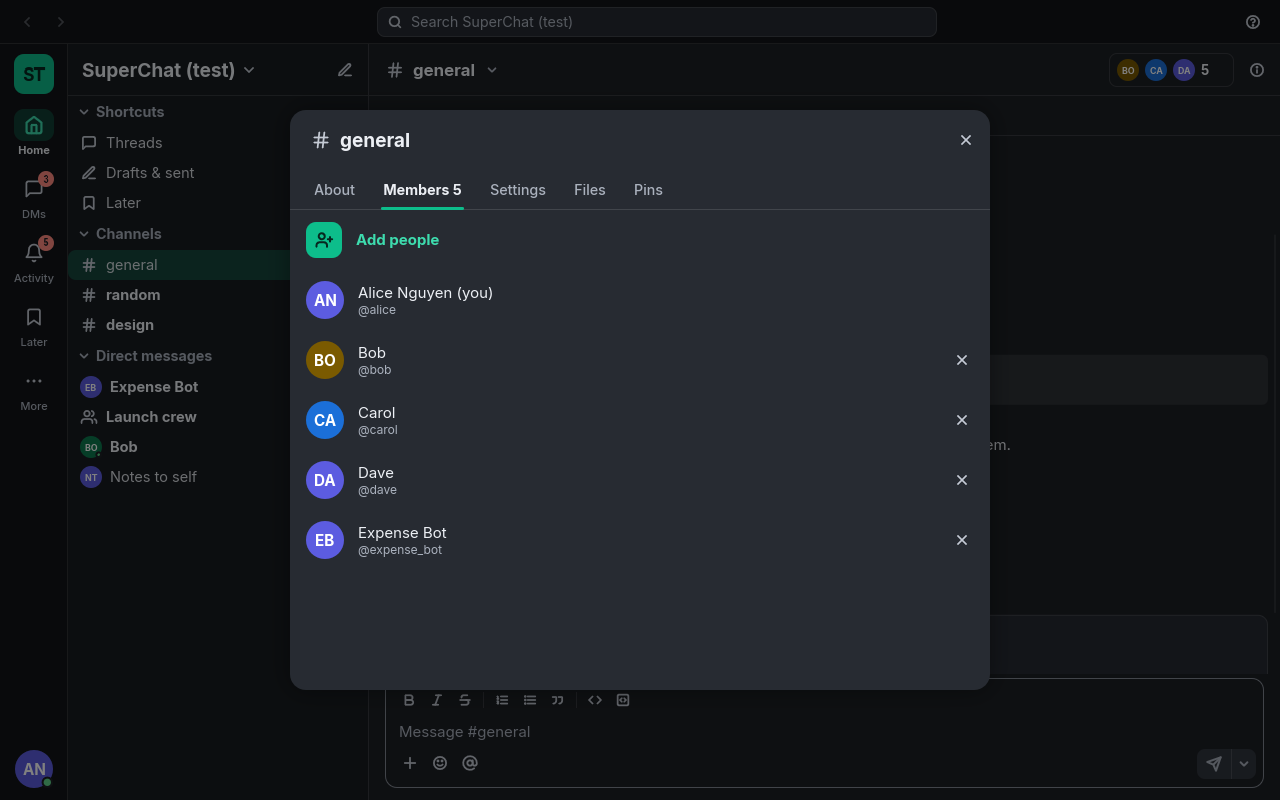 Search SuperChat (test)
ST
SuperChat (test)
general
BO CA DA 5
Home
3
DMs
5
Activity
Later
More
Shortcuts
Threads
Drafts & sent
Later
Channels
general
random
design
Direct messages
EB Expense Bot
Launch crew
BO Bob
NT Notes to self
general
About Members 5 Settings Files Pins
Add people
AN Alice Nguyen (you)
@alice
BO Bob
@bob
CA Carol
@carol
DA Dave
@dave
EB Expense Bot
@expense_bot
em.
Message #general
AN